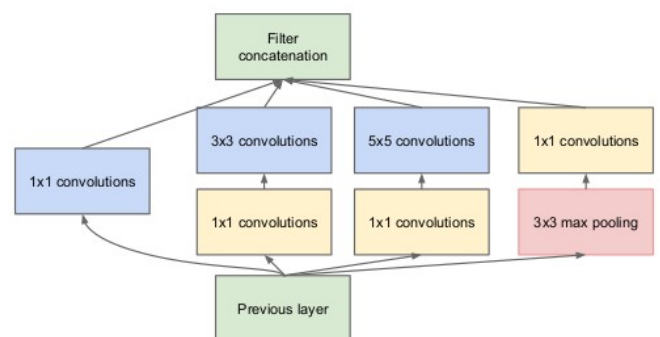 Filter
concatenation
3x3 convolutions
5x5 convolutions
1x1 convolutions
1x1 convolutions
1x1 convolutions
1x1 convolutions
3x3 max pooling
Previous layer